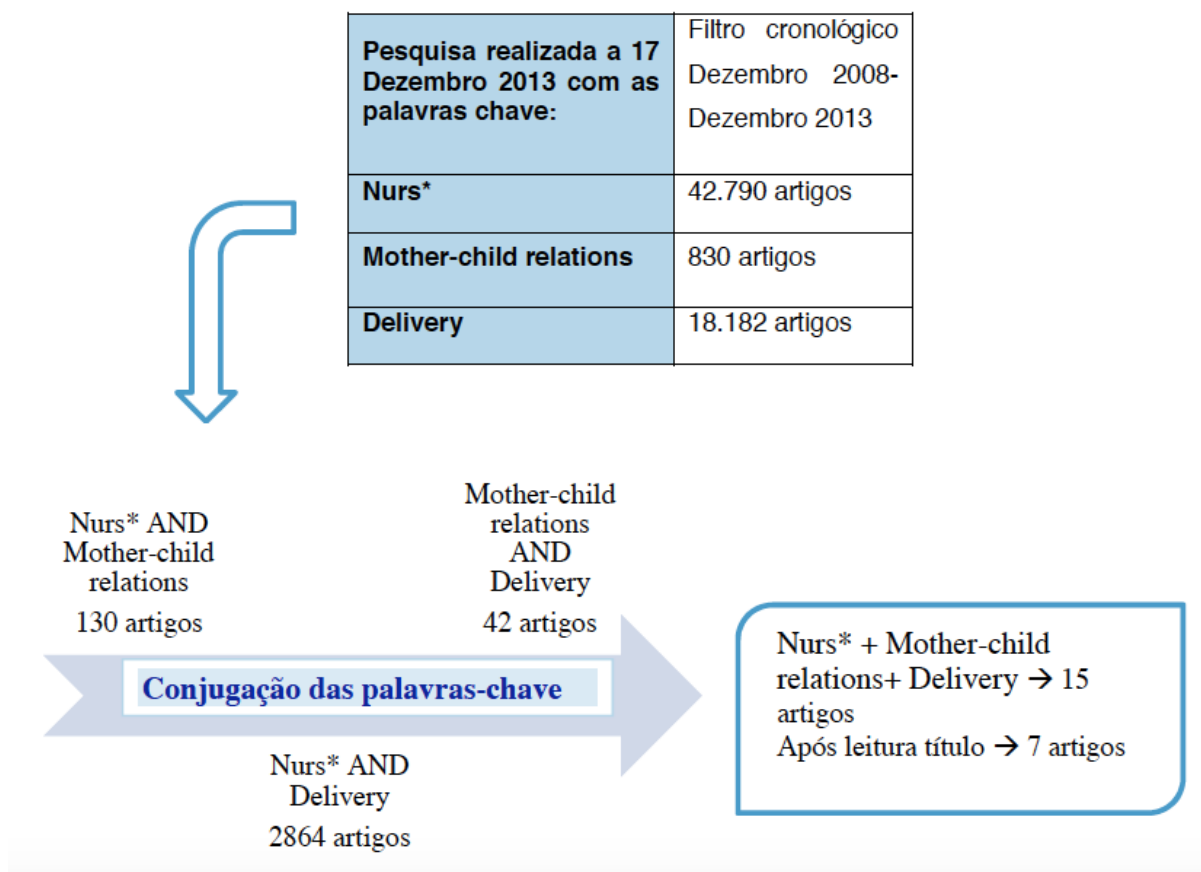 Pesquisa realizada a 17
Dezembro 2013 com as
palavras chave:
Filtro cronológico
Dezembro 2008-
Dezembro 2013
Nurs*
42.790 artigos
Mother-child relations
830 artigos
Delivery
18.182 artigos
Nurs* AND
Mother-child
relations
130 artigos
Mother-child
relations
AND
Delivery
42 artigos
Conjugação das palavras-chave
Nurs* AND
Delivery
2864 artigos
Nurs* + Mother-child
relations+ Delivery → 15
artigos
Após leitura título → 7 artigos